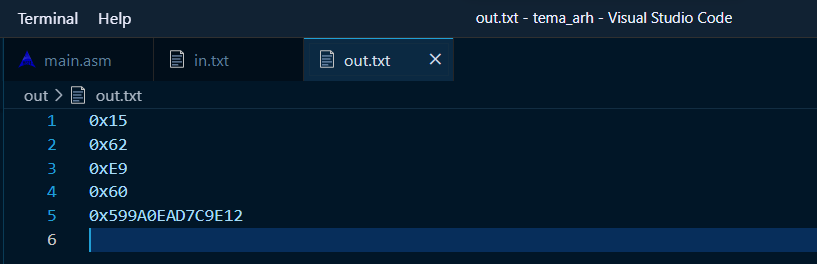 Terminal Help out.txt - tema_arh - Visual Studio Code
main.asm in.txt out.txt
out > out.txt
1 0x15
2 0x62
3 0xE9
4 0x60
5 0x599A0EAD7C9E12
6